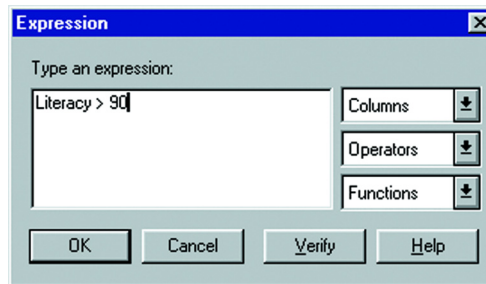 Expression
Type an expression:
Literacy > 90
Columns
Operators
Functions
OK Cancel Verify Help